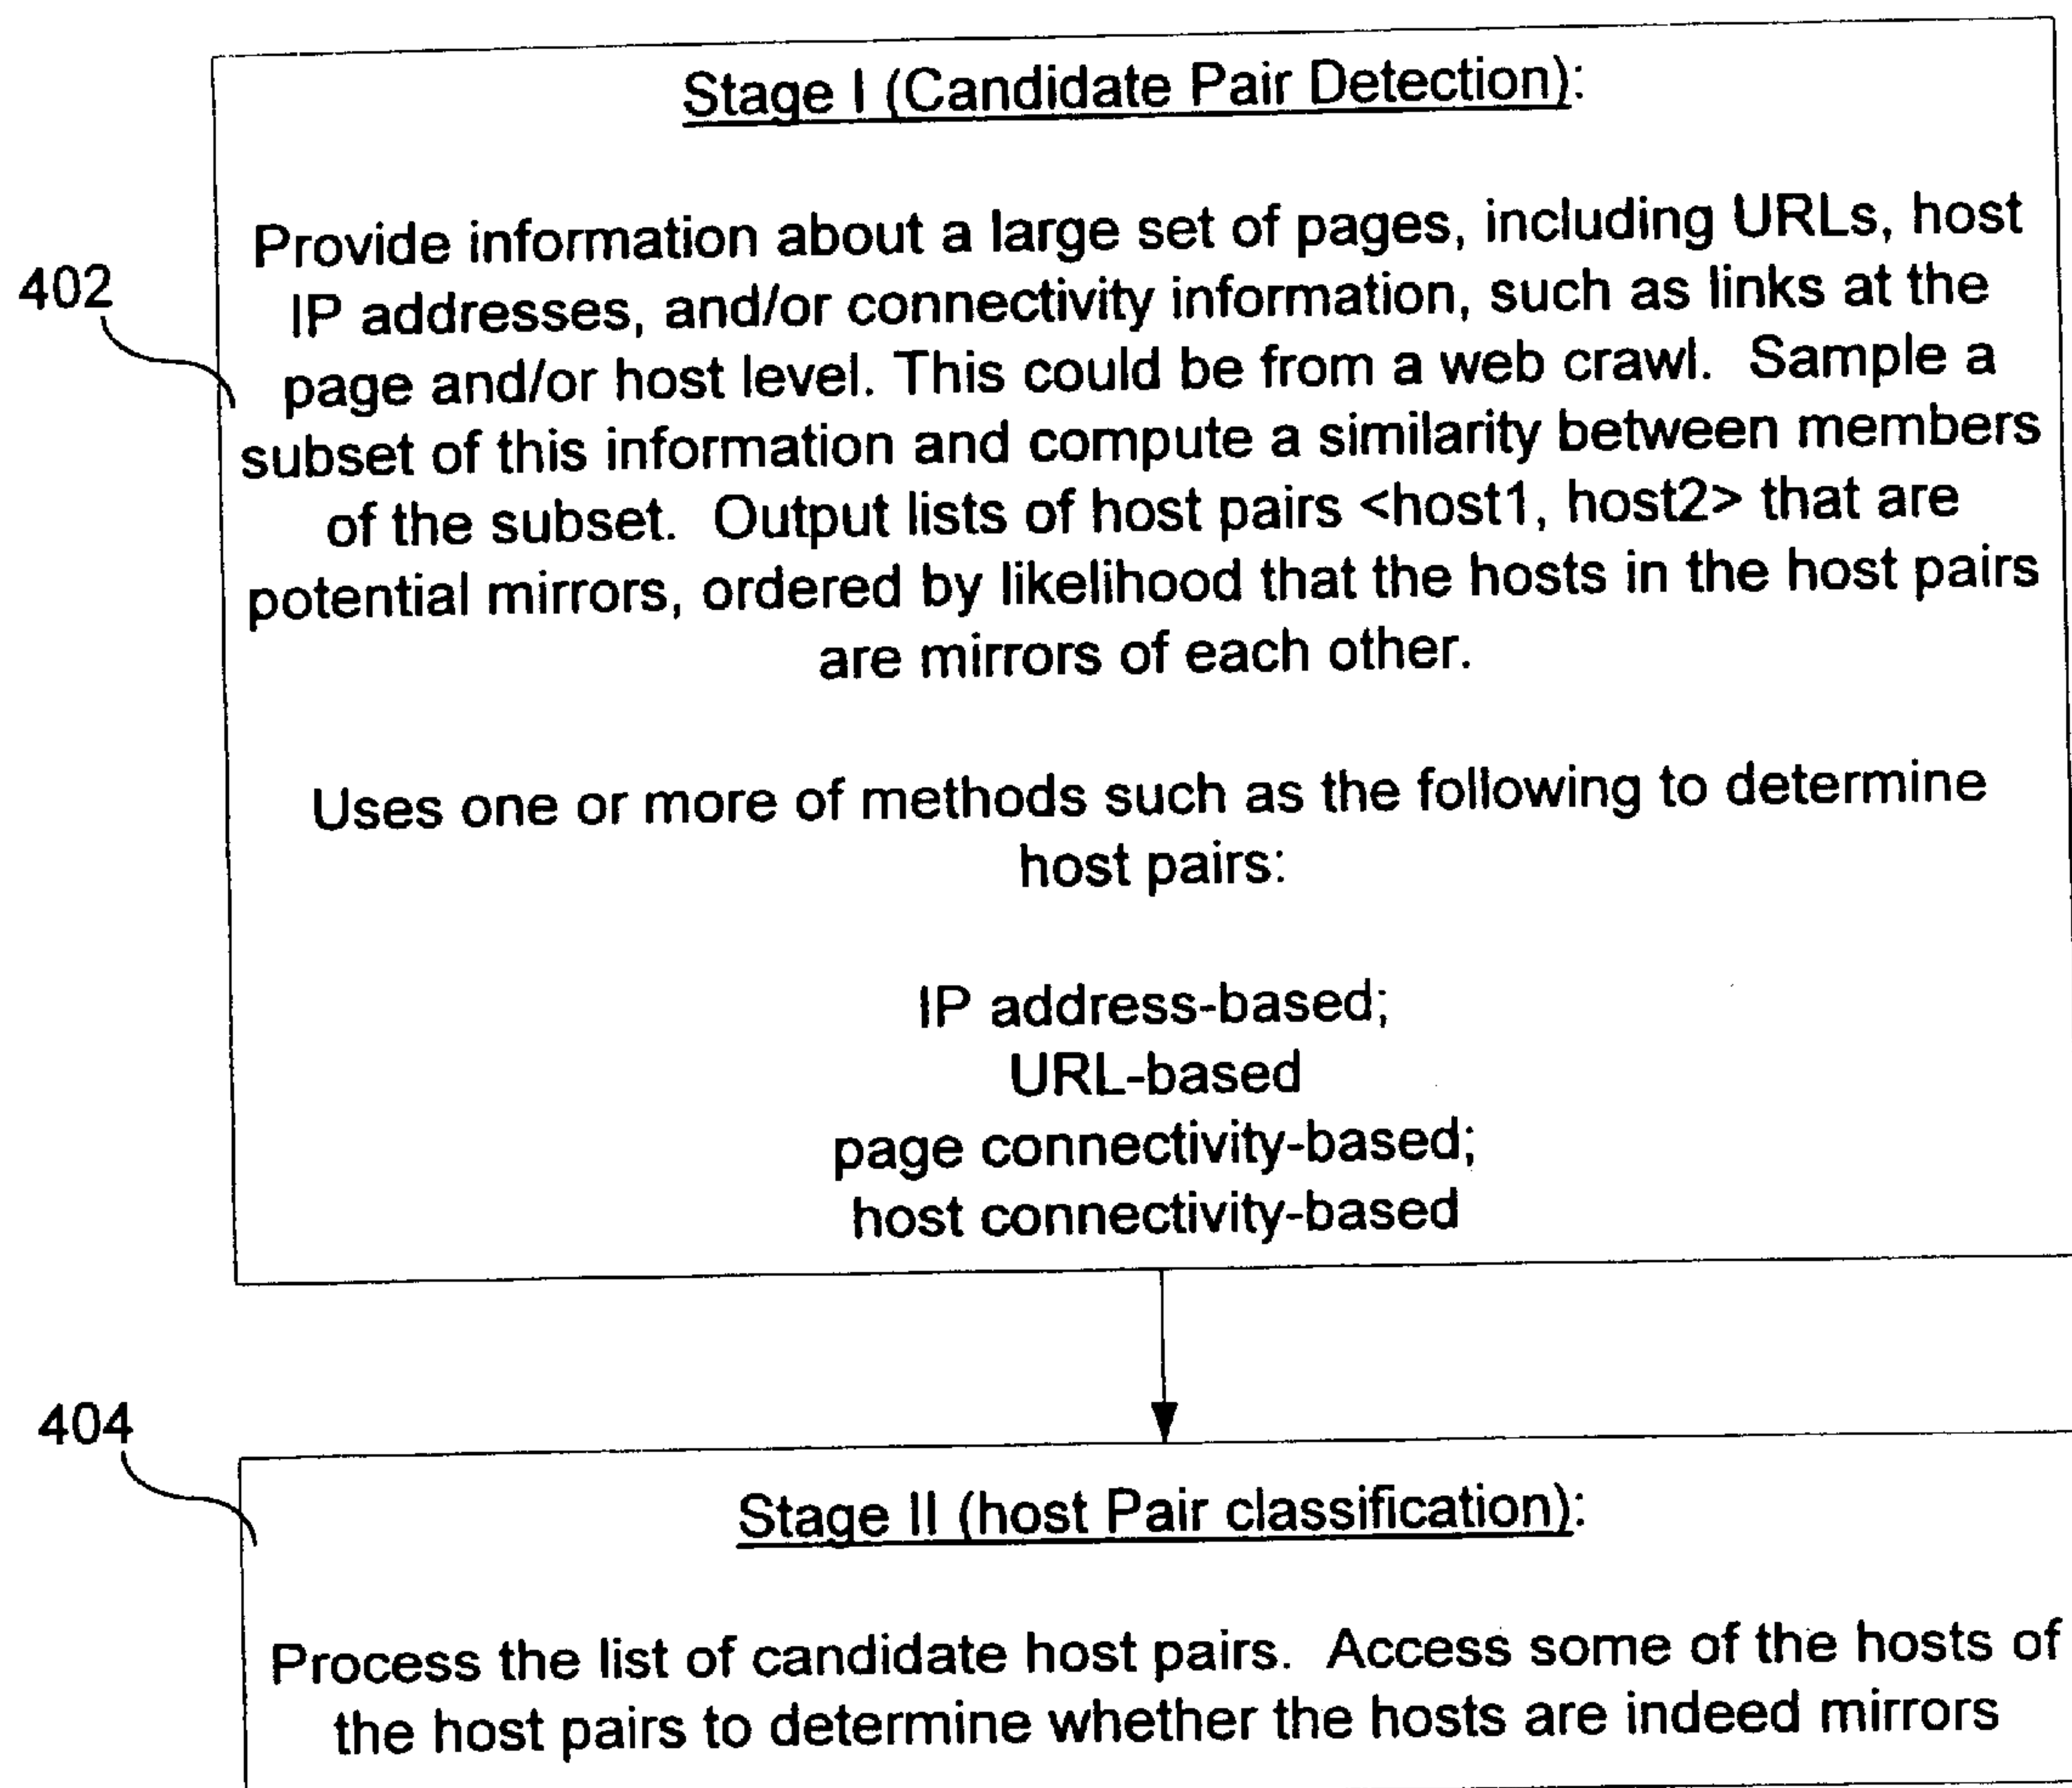 Stage I (Candidate Pair Detection):
Provide information about a large set of pages, including URLs, host
402
IP addresses, and/or connectivity information, such as links at the
page and/or host level. This could be from a web crawl. Sample a
subset of this information and compute a similarity between members
of the subset. Output lists of host pairs <host1, host2> that are
potential mirrors, ordered by likelihood that the hosts in the host pairs
are mirrors of each other.
Uses one or more of methods such as the following to determine
host pairs:
IP address-based;
URL-based
page connectivity-based;
host connectivity-based
404
Stage II (host Pair classification):
Process the list of candidate host pairs. Access some of the hosts of
the host pairs to determine whether the hosts are indeed mirrors